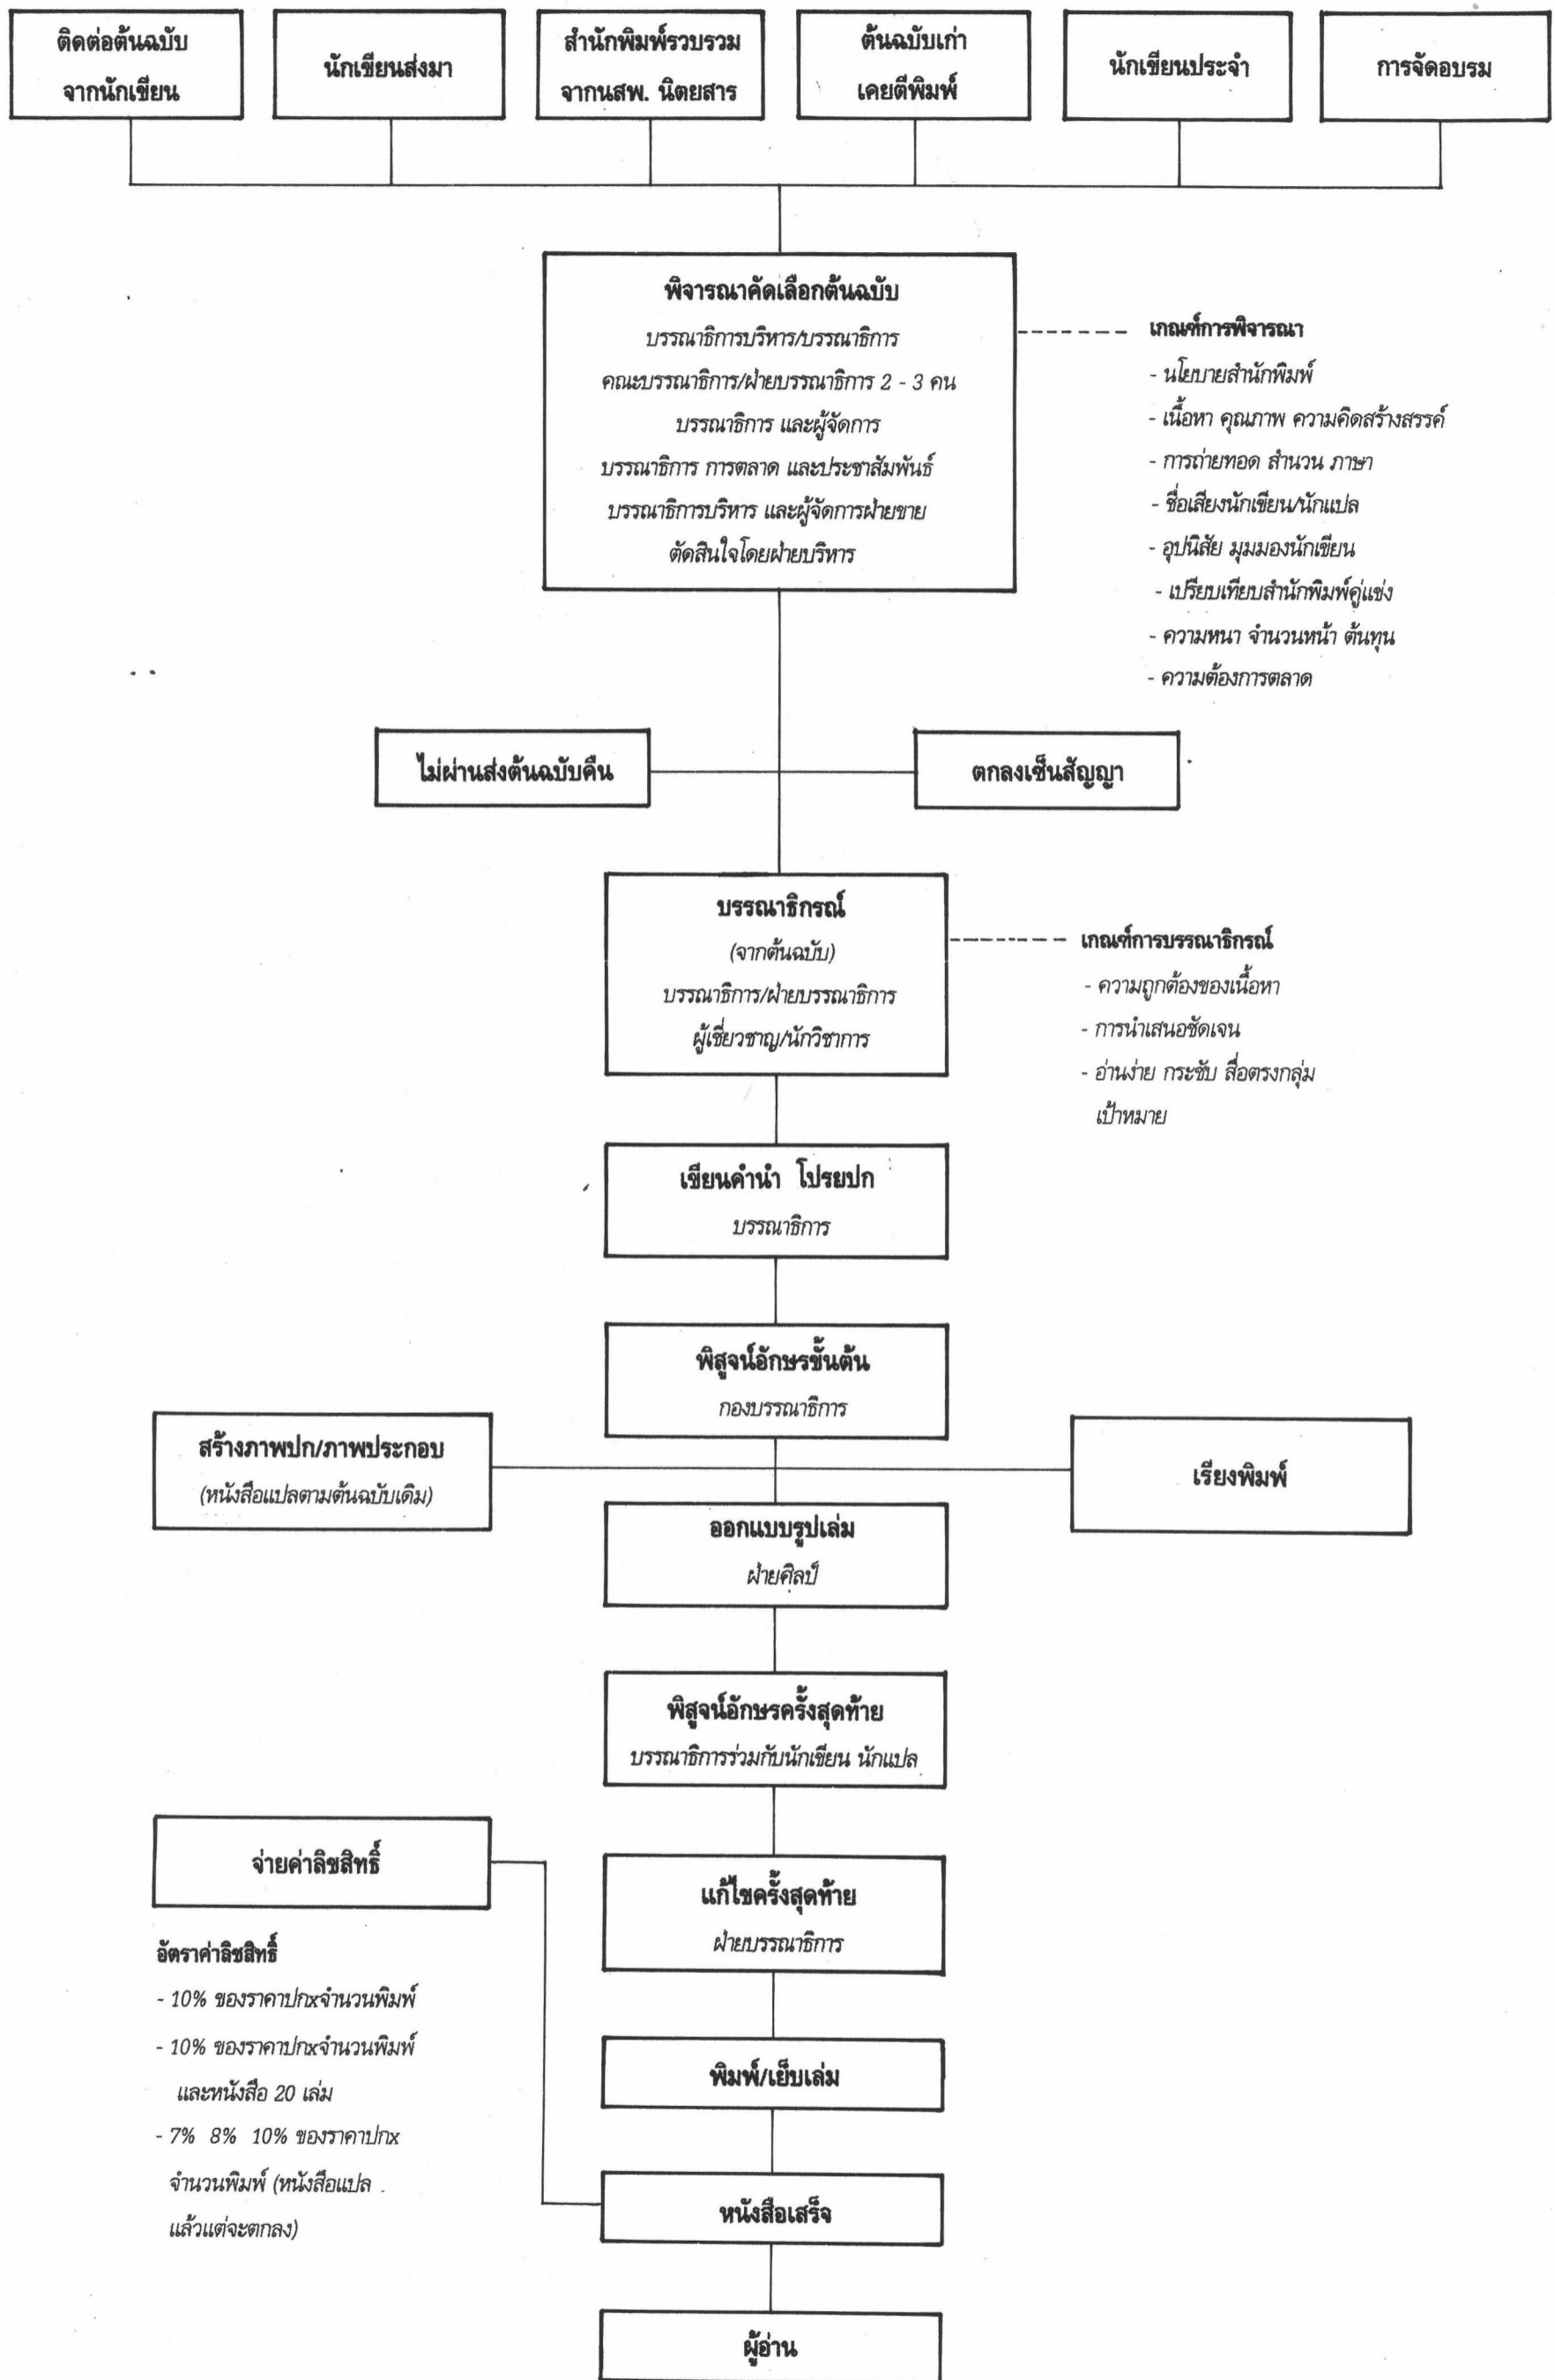 ติดต่อต้นฉบับ
จากนักเขียน
นักเขียนส่งมา
สำนักพิมพ์รวบรวม
จากนสพ. นิตยสาร
ต้นฉบับเก่า
เคยตีพิมพ์
นักเขียนประจำ
การจัดอบรม
พิจารณาคัดเลือกต้นฉบับ
บรรณาธิการบริหาร/บรรณาธิการ
คณะบรรณาธิการ/ฝ่ายบรรณาธิการ 2 - 3 คน
บรรณาธิการ และผู้จัดการ
บรรณาธิการ การตลาด และประชาสัมพันธ์
บรรณาธิการบริหาร และผู้จัดการฝ่ายขาย
ตัดสินใจโดยฝ่ายบริหาร
เกณฑ์การพิจารณา
- นโยบายสำนักพิมพ์
- เนื้อหา คุณภาพ ความคิดสร้างสรรค์
- การถ่ายทอด สำนวน ภาษา
- ชื่อเสียงนักเขียน/นักแปล
- อุปนิสัย มุมมองนักเขียน
- เปรียบเทียบสำนักพิมพ์คู่แข่ง
- ความหนา จำนวนหน้า ต้นทุน
- ความต้องการตลาด
ไม่ผ่านส่งต้นฉบับคืน
ตกลงเซ็นสัญญา
บรรณาธิกรณ์
(จากต้นฉบับ)
บรรณาธิการ/ฝ่ายบรรณาธิการ
ผู้เชี่ยวชาญ/นักวิชาการ
เกณฑ์การบรรณาธิกรณ์
- ความถูกต้องของเนื้อหา
- การนำเสนอชัดเจน
- อ่านง่าย กระชับ สื่อตรงกลุ่ม
เป้าหมาย
เขียนคำนำ โปรยปก
บรรณาธิการ
พิสูจน์อักษรขั้นต้น
กองบรรณาธิการ
สร้างภาพปก/ภาพประกอบ
(หนังสือแปลตามต้นฉบับเดิม)
เรียงพิมพ์
ออกแบบรูปเล่ม
ฝ่ายศิลป์
พิสูจน์อักษรครั้งสุดท้าย
บรรณาธิการร่วมกับนักเขียน นักแปล
จ่ายค่าลิขสิทธิ์
แก้ไขครั้งสุดท้าย
ฝ่ายบรรณาธิการ
อัตราค่าลิขสิทธิ์
- 10% ของราคาปกxจำนวนพิมพ์
- 10% ของราคาปกxจำนวนพิมพ์
และหนังสือ 20 เล่ม
- 7% 8% 10% ของราคาปกx
จำนวนพิมพ์ (หนังสือแปล
แล้วแต่จะตกลง)
พิมพ์/เย็บเล่ม
หนังสือเสร็จ
ผู้อ่าน